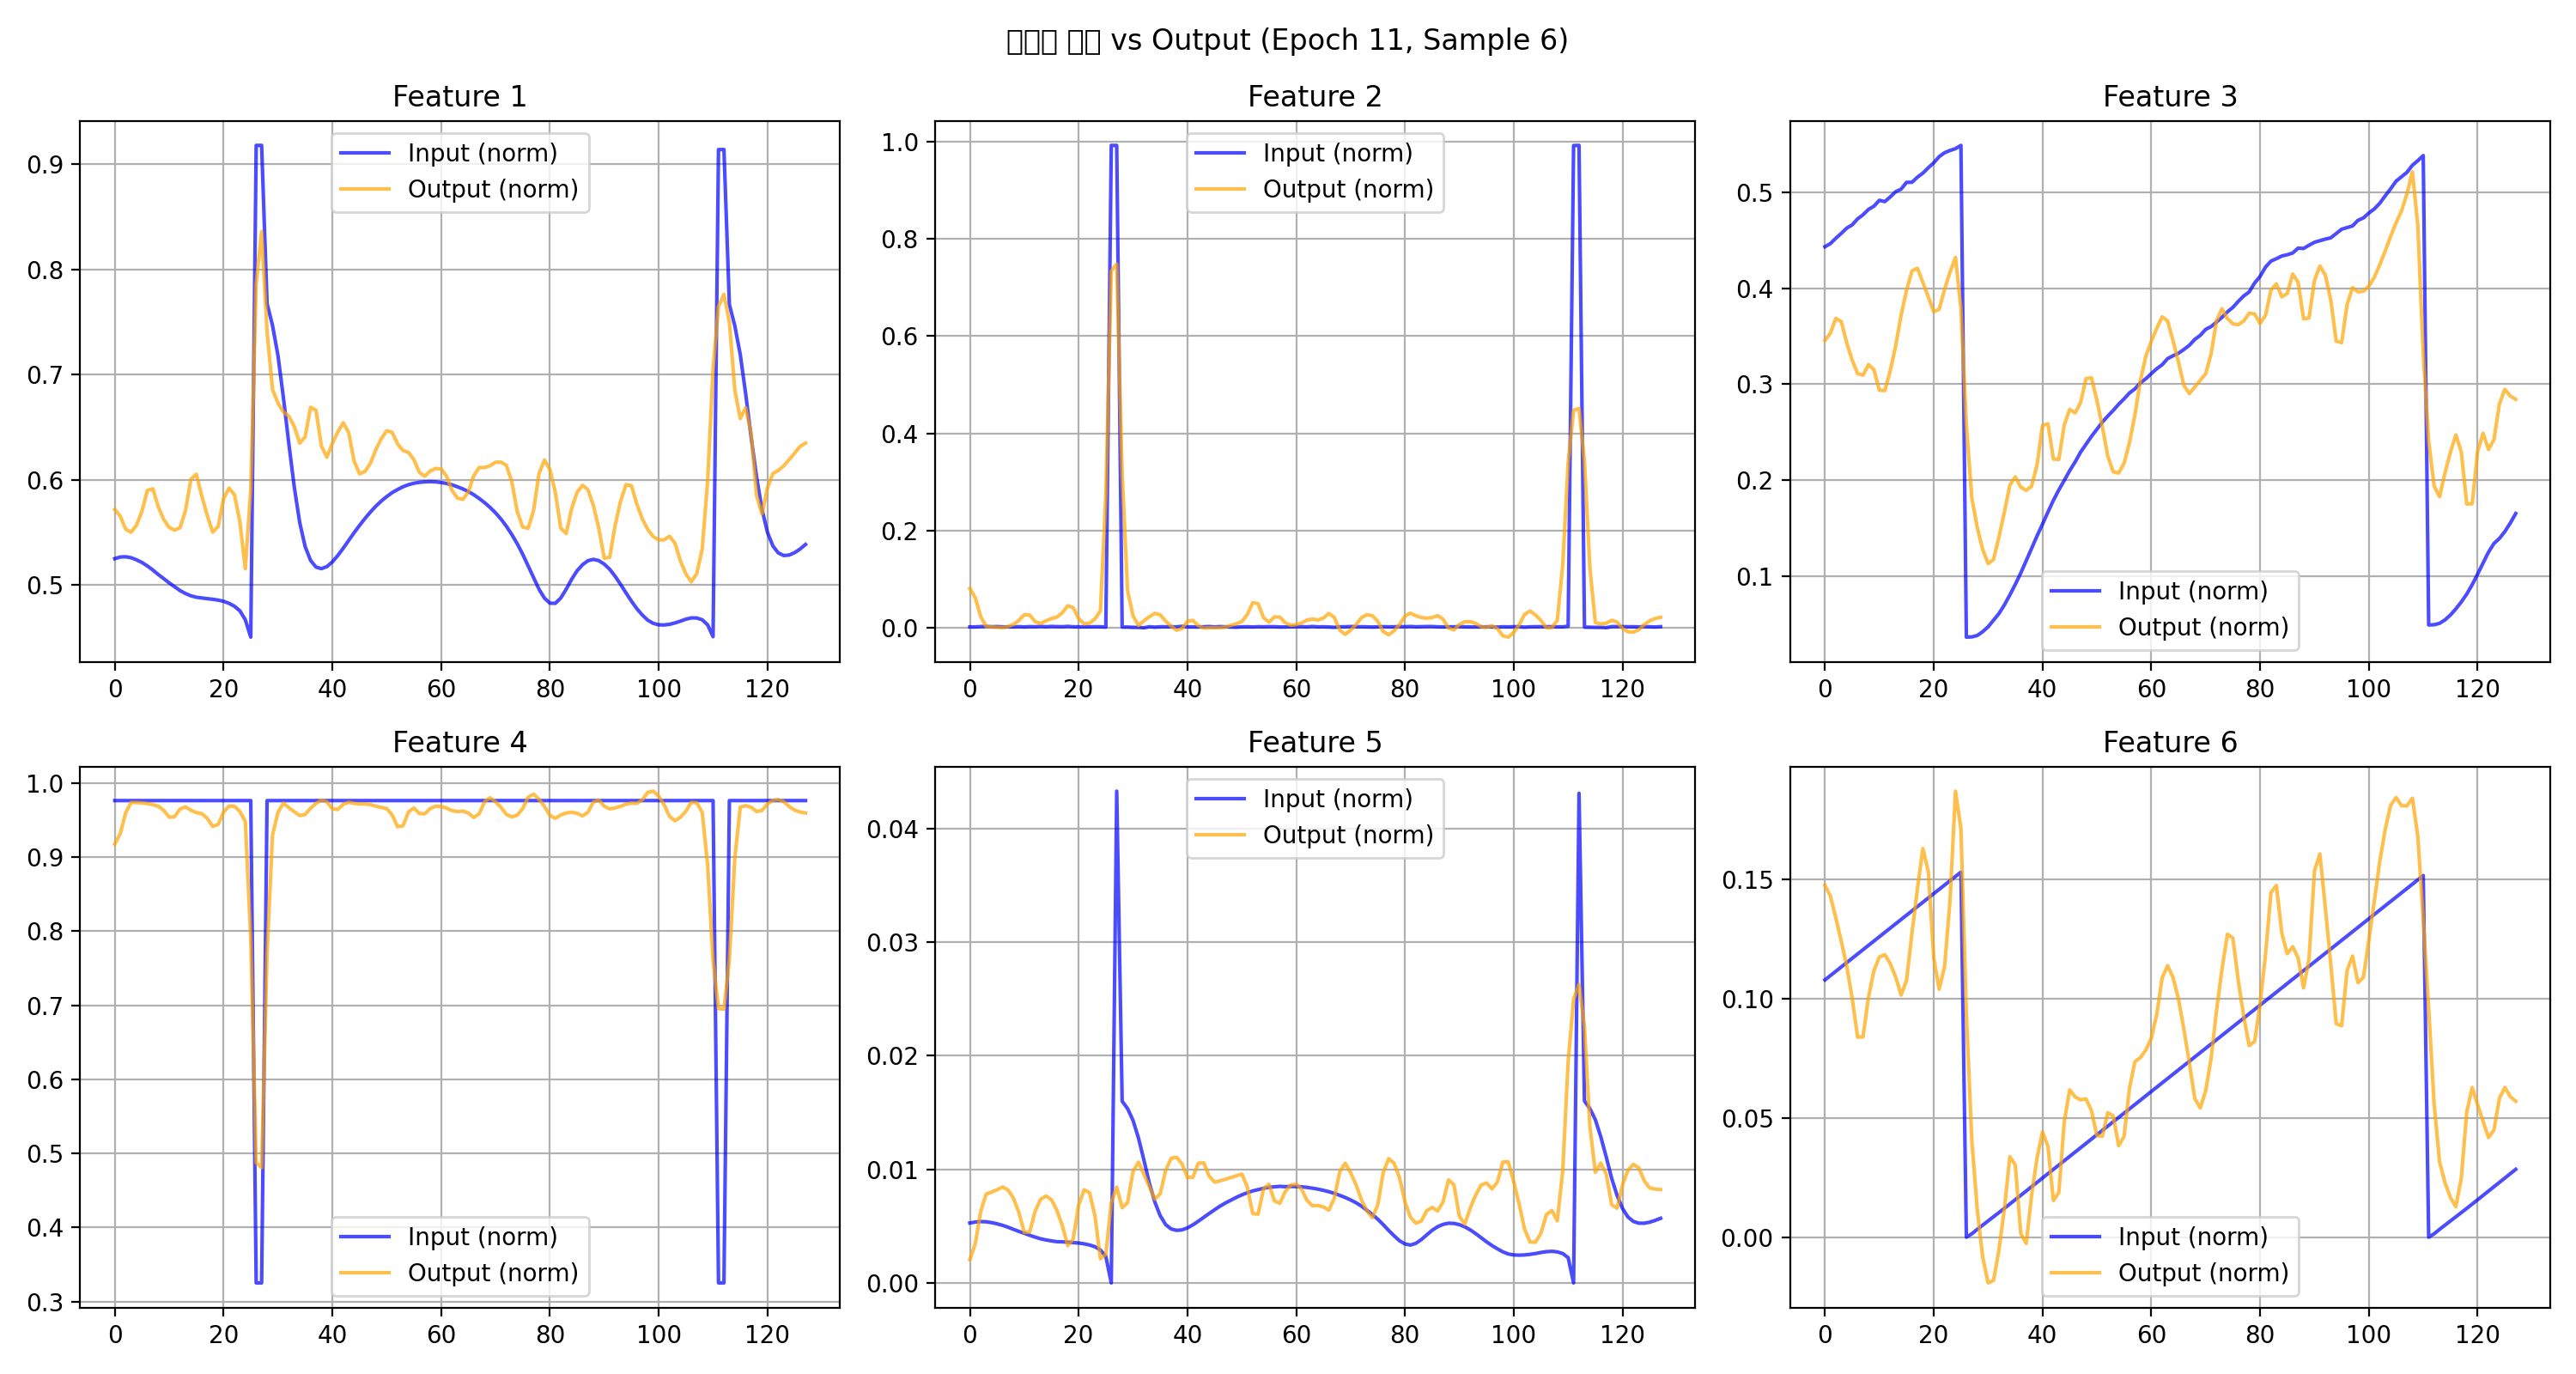 vs Output (Epoch 11, Sample 6)
Feature 1
Feature 2
Feature 3
0.9
0.8
0.7
0.6
0.5
Input (norm)
Output (norm)
0 20 40 60 80 100 120
1.0
0.8
0.6
0.4
0.2
0.0
Input (norm)
Output (norm)
0 20 40 60 80 100 120
0.5
0.4
0.3
0.2
0.1
Input (norm)
Output (norm)
0 20 40 60 80 100 120
Feature 4
Feature 5
Feature 6
1.0
0.9
0.8
0.7
0.6
0.5
0.4
0.3
Input (norm)
Output (norm)
0 20 40 60 80 100 120
0.04
0.03
0.02
0.01
0.00
Input (norm)
Output (norm)
0 20 40 60 80 100 120
0.15
0.10
0.05
0.00
Input (norm)
Output (norm)
0 20 40 60 80 100 120